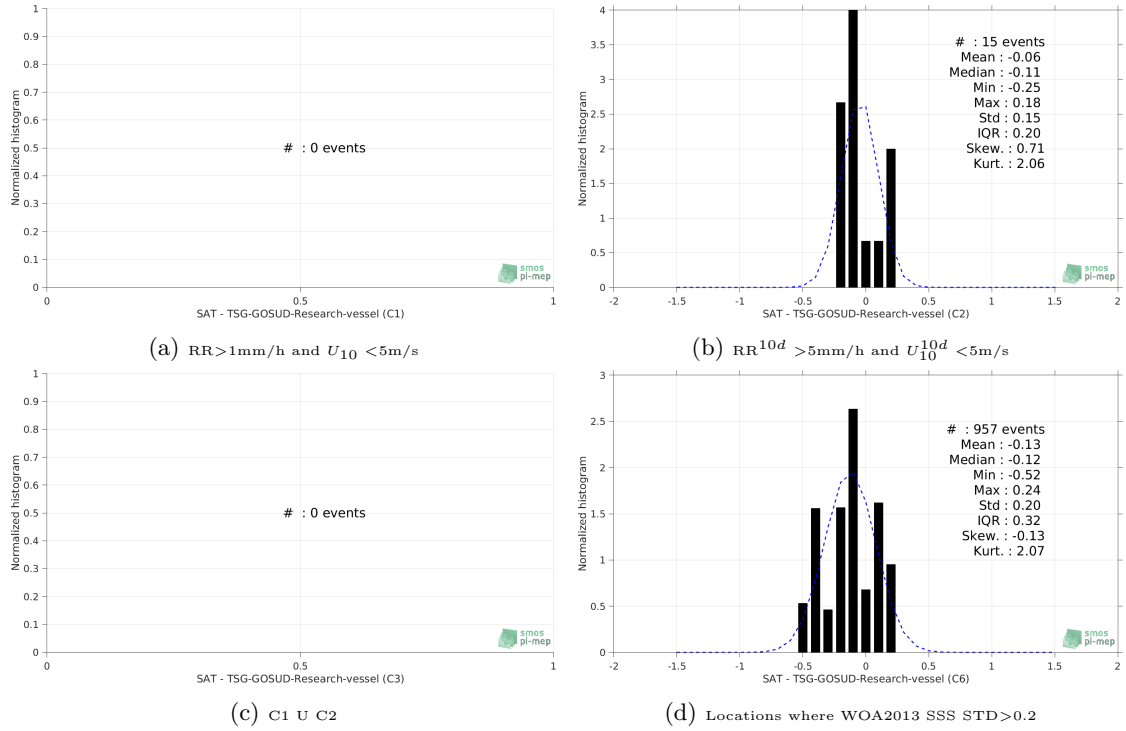 1
0.9
0.8
0.7
0.6
0.5
0.4
0.3
0.2
0.1
0
Normalized histogram
# : 0 events
smos
pi-mep
0 0.5 1
SAT - TSG-GOSUD-Research-vessel (C1)
(a) RR>1mm/h and U10 <5m/s
4
3.5
3
2.5
2
1.5
1
0.5
0
Normalized histogram
# : 15 events
Mean : -0.06
Median : -0.11
Min : -0.25
Max : 0.18
Std : 0.15
IQR : 0.20
Skew. : 0.71
Kurt. : 2.06
smos
pi-mep
-2 -1.5 -1 -0.5 0 0.5 1 1.5 2
SAT - TSG-GOSUD-Research-vessel (C2)
(b) RR^10d >5mm/h and U10^10d <5m/s
1
0.9
0.8
0.7
0.6
0.5
0.4
0.3
0.2
0.1
0
Normalized histogram
# : 0 events
smos
pi-mep
0 0.5 1
SAT - TSG-GOSUD-Research-vessel (C3)
(c) C1 U C2
3
2.5
2
1.5
1
0.5
0
Normalized histogram
# : 957 events
Mean : -0.13
Median : -0.12
Min : -0.52
Max : 0.24
Std : 0.20
IQR : 0.32
Skew. : -0.13
Kurt. : 2.07
smos
pi-mep
-2 -1.5 -1 -0.5 0 0.5 1 1.5 2
SAT - TSG-GOSUD-Research-vessel (C6)
(d) Locations where WOA2013 SSS STD>0.2